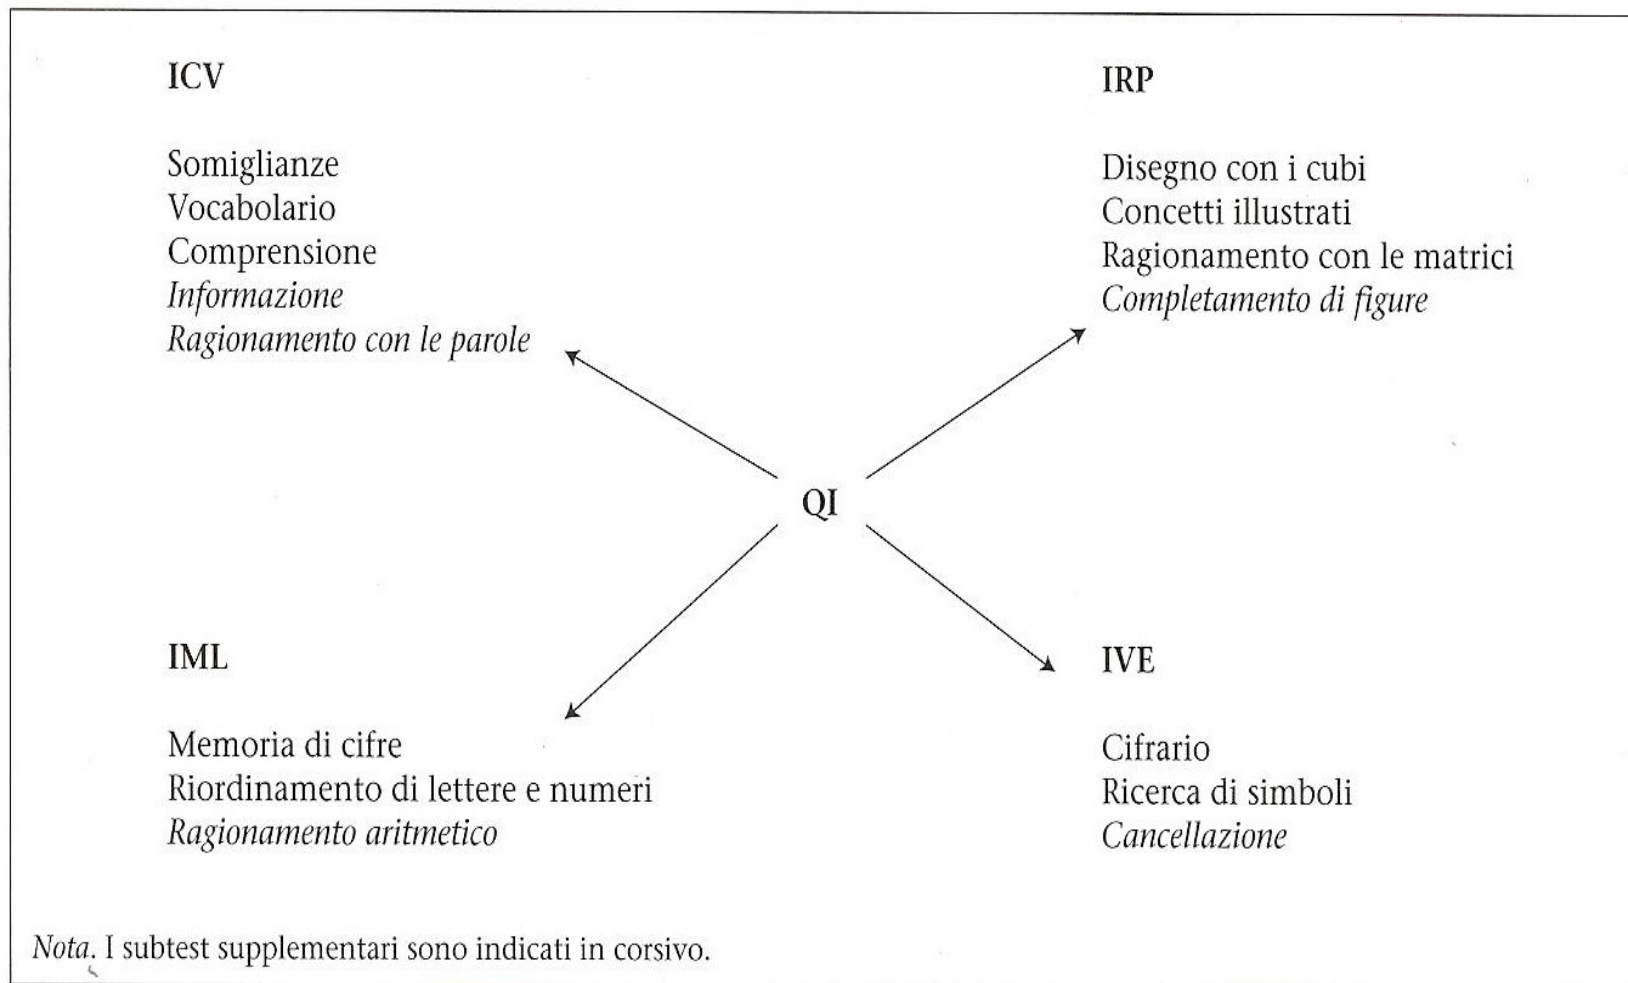 ICV
Somiglianze
Vocabolario
Comprensione
Informazione
Ragionamento con le parole
IRP
Disegno con i cubi
Concetti illustrati
Ragionamento con le matrici
Completamento di figure
QI
IML
Memoria di cifre
Riordinamento di lettere e numeri
Ragionamento aritmetico
IVE
Cifrario
Ricerca di simboli
Cancellazione
Nota. I subtest supplementari sono indicati in corsivo.